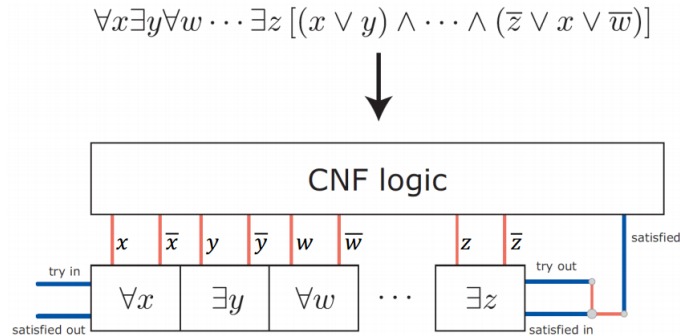 ∀x∃y∀w ⋯ ∃z [(x ∨ y) ∧ ⋯ ∧ (z̅ ∨ x ∨ w̅)]
CNF logic
x x̅ y y̅ w w̅ z z̅ satisfied
try in ∀x ∃y ∀w ⋯ ∃z try out
satisfied out satisfied in